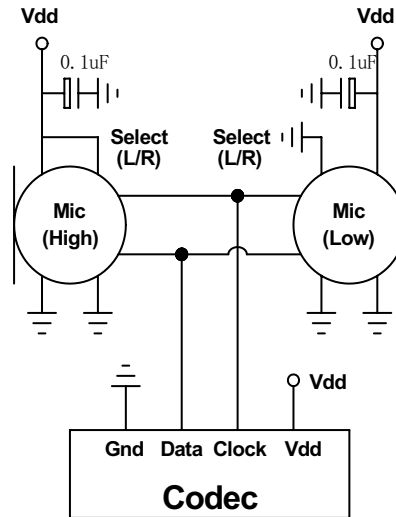 Vdd
Vdd
0. 1uF
0. 1uF
Select
(L/R)
Select
(L/R)
Mic
(High)
Mic
(Low)
Vdd
Gnd Data Clock Vdd
Codec